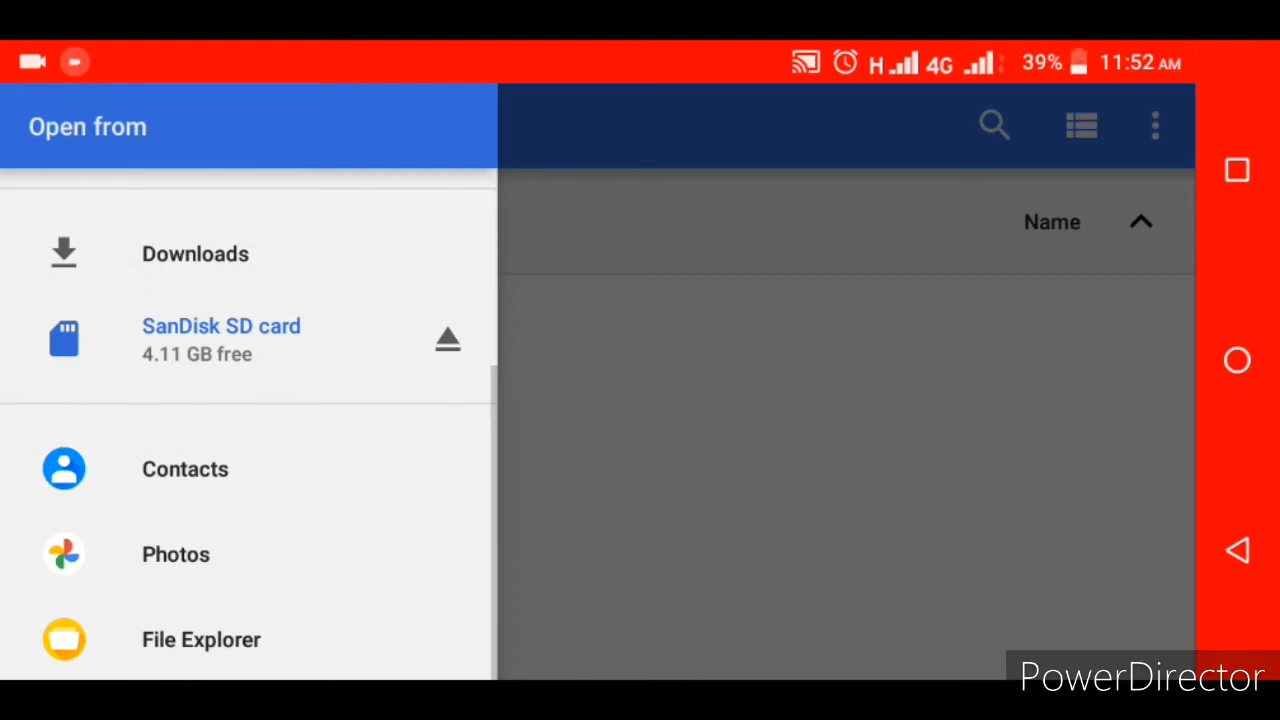 H 4G 39% 11:52 AM
Open from
Name
Downloads
SanDisk SD card
4.11 GB free
Contacts
Photos
File Explorer
PowerDirector